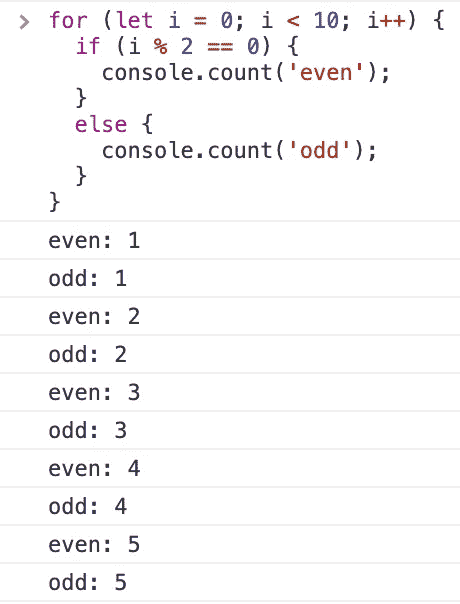 > for (let i = 0; i < 10; i++) {
if (i % 2 == 0) {
console.count('even');
}
else {
console.count('odd');
}
}
even: 1
odd: 1
even: 2
odd: 2
even: 3
odd: 3
even: 4
odd: 4
even: 5
odd: 5